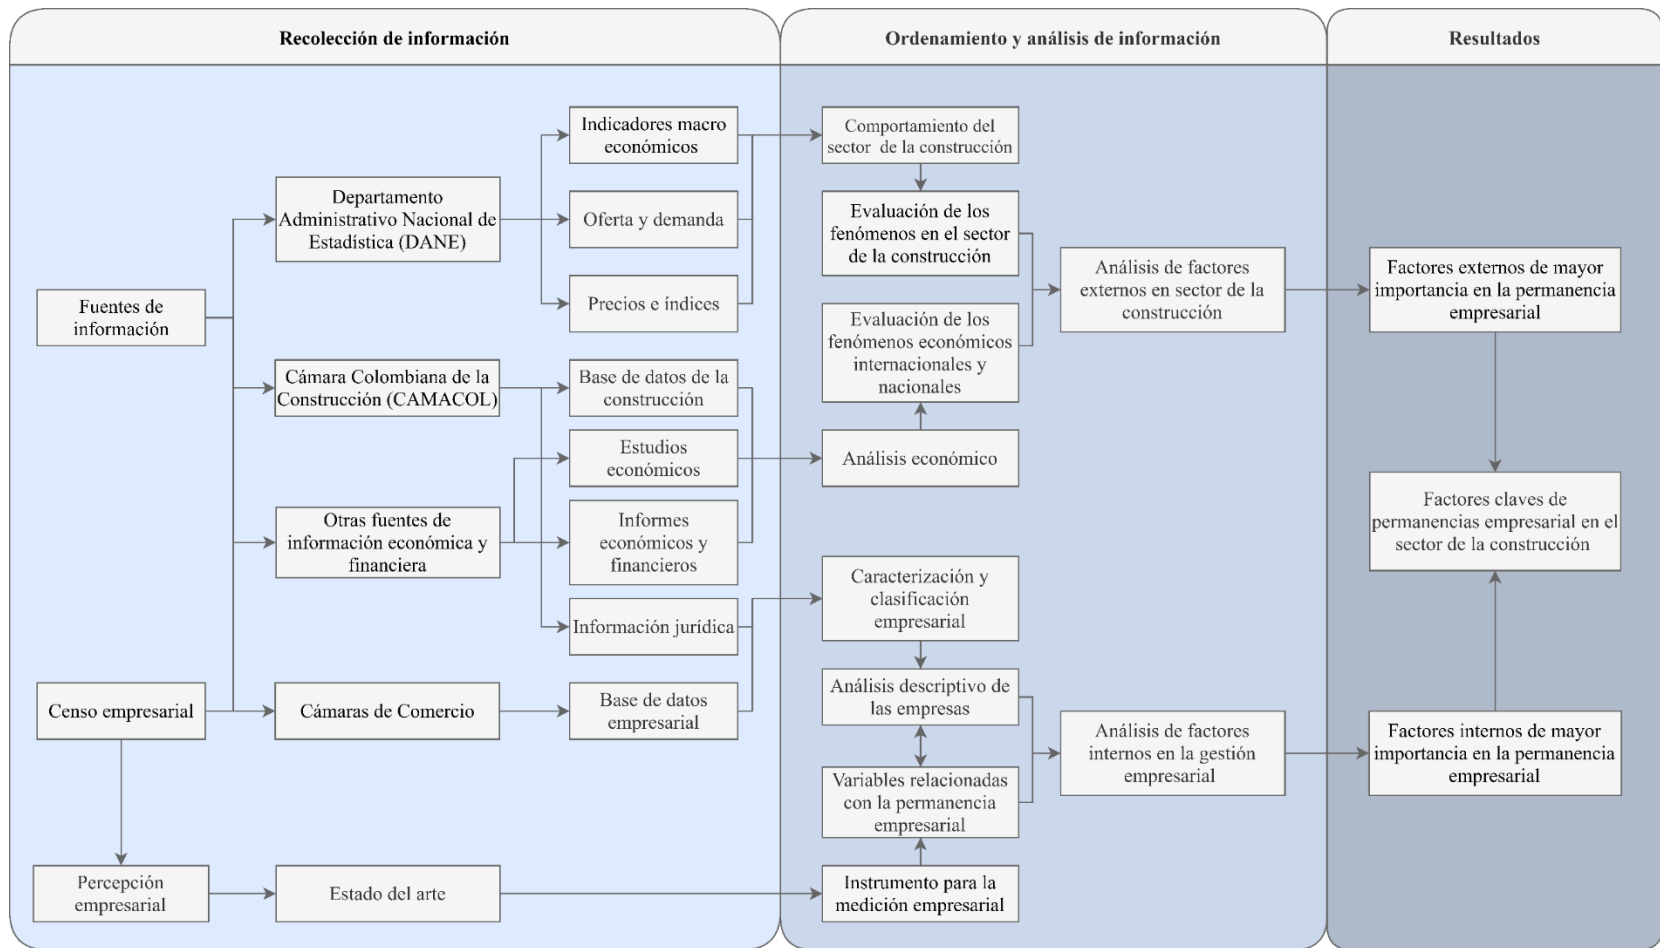 Recolección de información
Ordenamiento y análisis de información
Resultados
Fuentes de
información
Censo empresarial
Percepción
empresarial
Departamento
Administrativo Nacional de
Estadística (DANE)
Cámara Colombiana de la
Construcción (CAMACOL)
Otras fuentes de
información económica y
financiera
Cámaras de Comercio
Estado del arte
Indicadores macro
económicos
Oferta y demanda
Precios e índices
Base de datos de la
construcción
Estudios
económicos
Informes
económicos y
financieros
Información jurídica
Base de datos
empresarial
Comportamiento del
sector de la construcción
Evaluación de los
fenómenos en el sector
de la construcción
Evaluación de los
fenómenos económicos
internacionales y
nacionales
Análisis económico
Caracterización y
clasificación
empresarial
Análisis descriptivo de
las empresas
Variables relacionadas
con la permanencia
empresarial
Instrumento para la
medición empresarial
Análisis de factores
externos en sector de la
construcción
Análisis de factores
internos en la gestión
empresarial
Factores externos de mayor
importancia en la permanencia
empresarial
Factores claves de
permanencias empresarial en el
sector de la construcción
Factores internos de mayor
importancia en la permanencia
empresarial